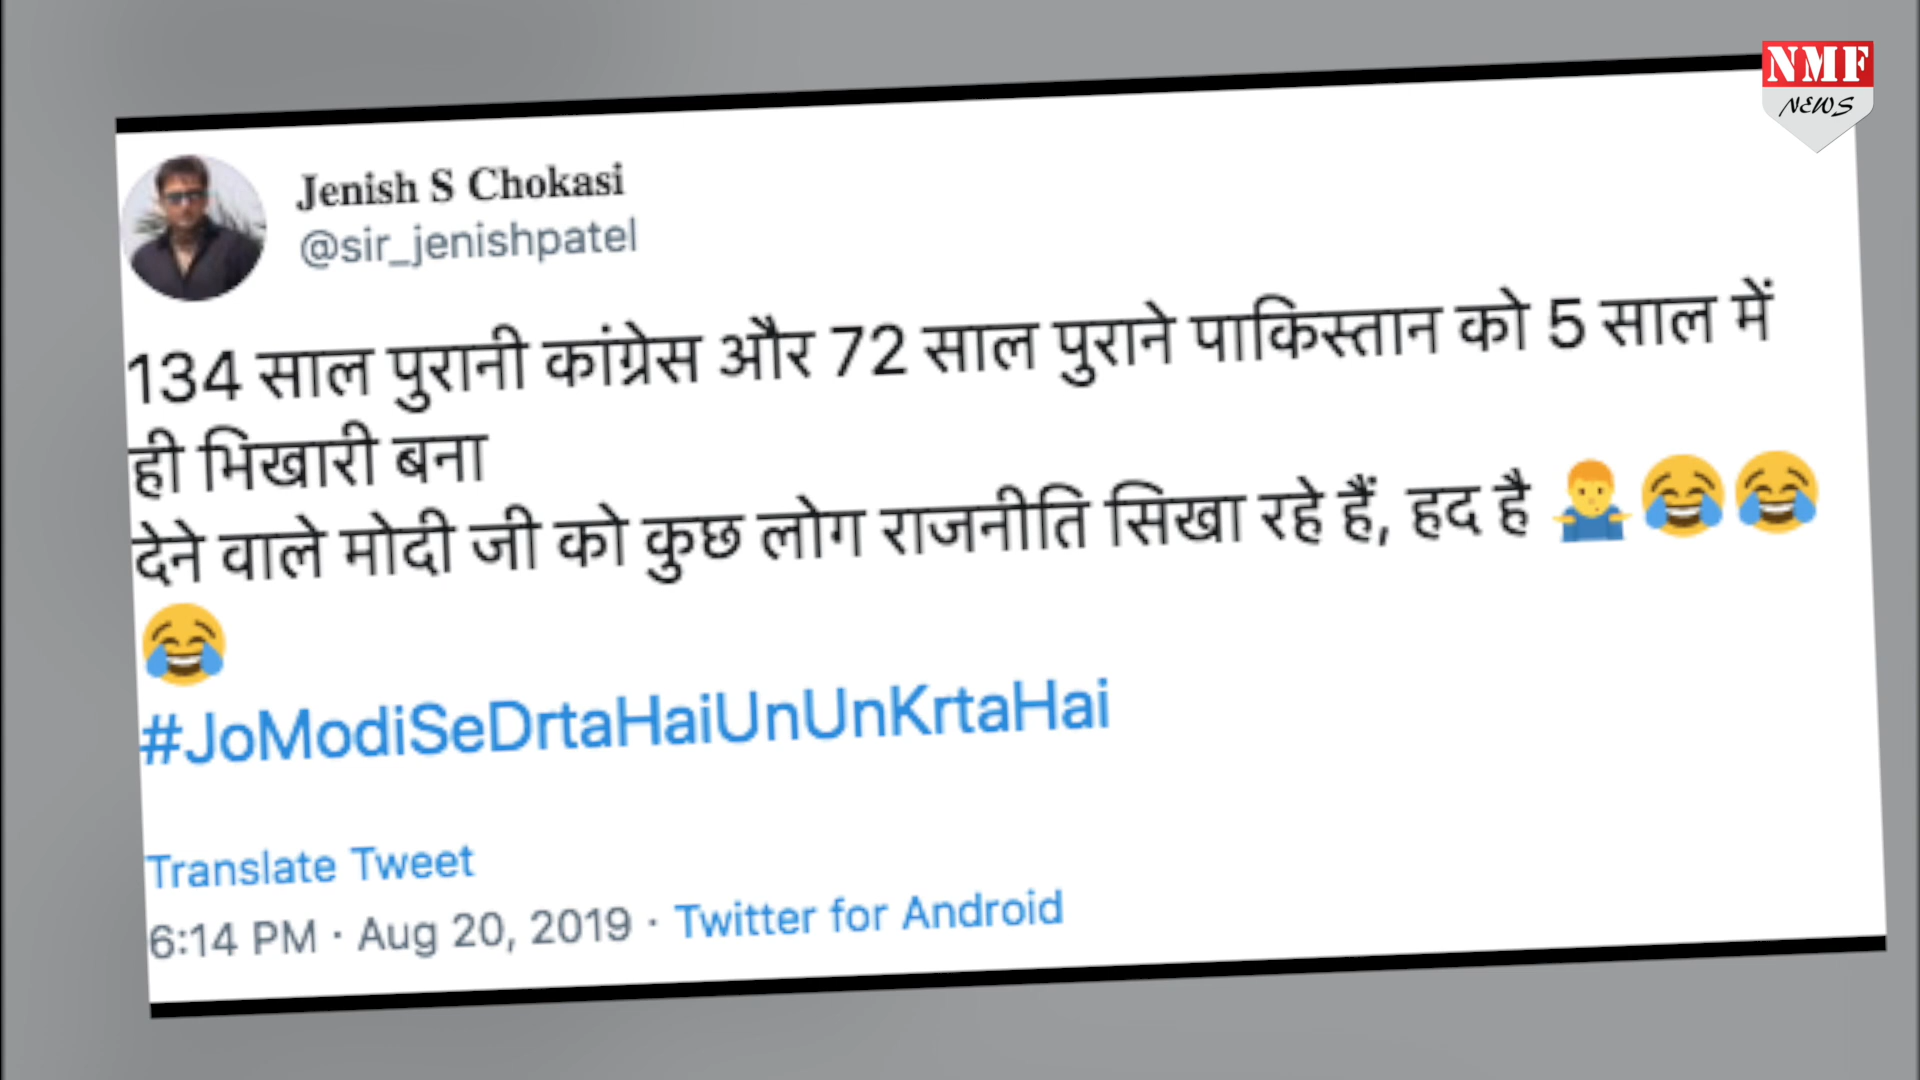 NMF
NEWS
Jenish S Chokasi
@sir_jenishpatel
134 साल पुरानी कांग्रेस और 72 साल पुराने पाकिस्तान को 5 साल में
ही भिखारी बना
देने वाले मोदी जी को कुछ लोग राजनीति सिखा रहे हैं, हद है 🤷‍♂️😂😂
😂
#JoModiSeDrtaHaiUnUnKrtaHai
Translate Tweet
6:14 PM · Aug 20, 2019 · Twitter for Android